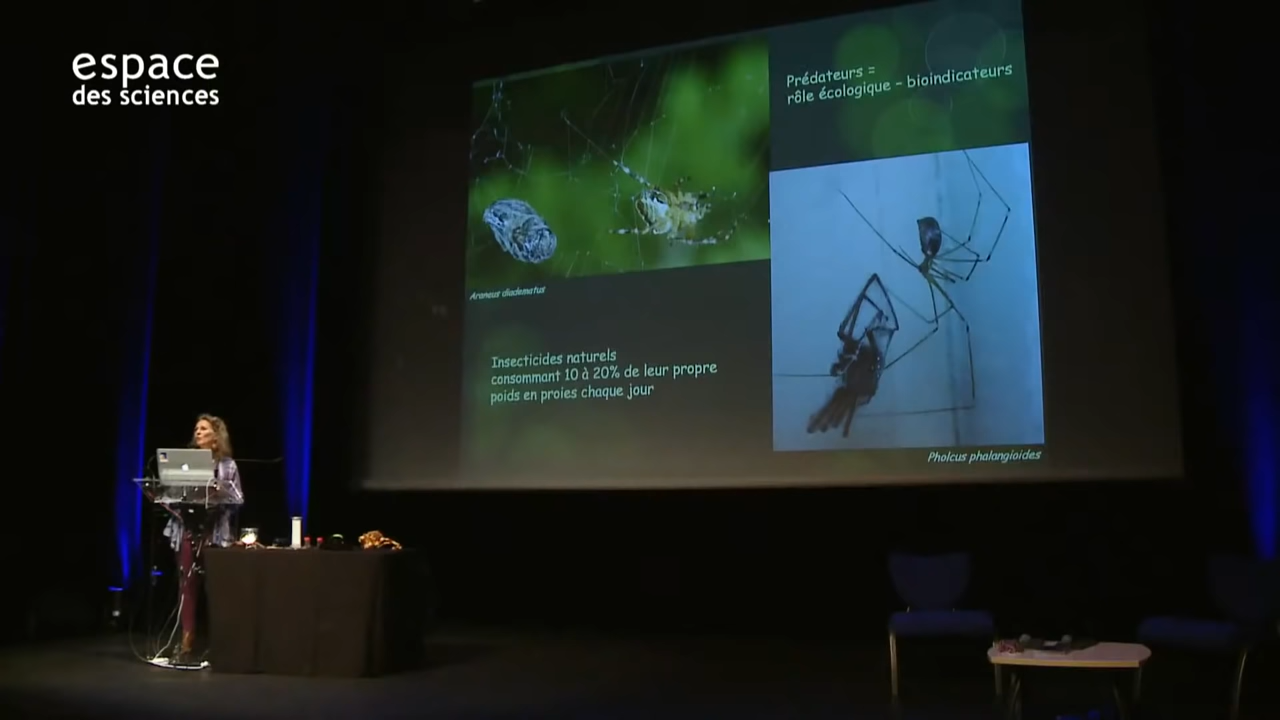 espace
des sciences
Prédateurs =
rôle écologique - bioindicateurs
Araneus diadematus
Insecticides naturels
consommant 10 à 20% de leur propre
poids en proies chaque jour
Pholcus phalangioides